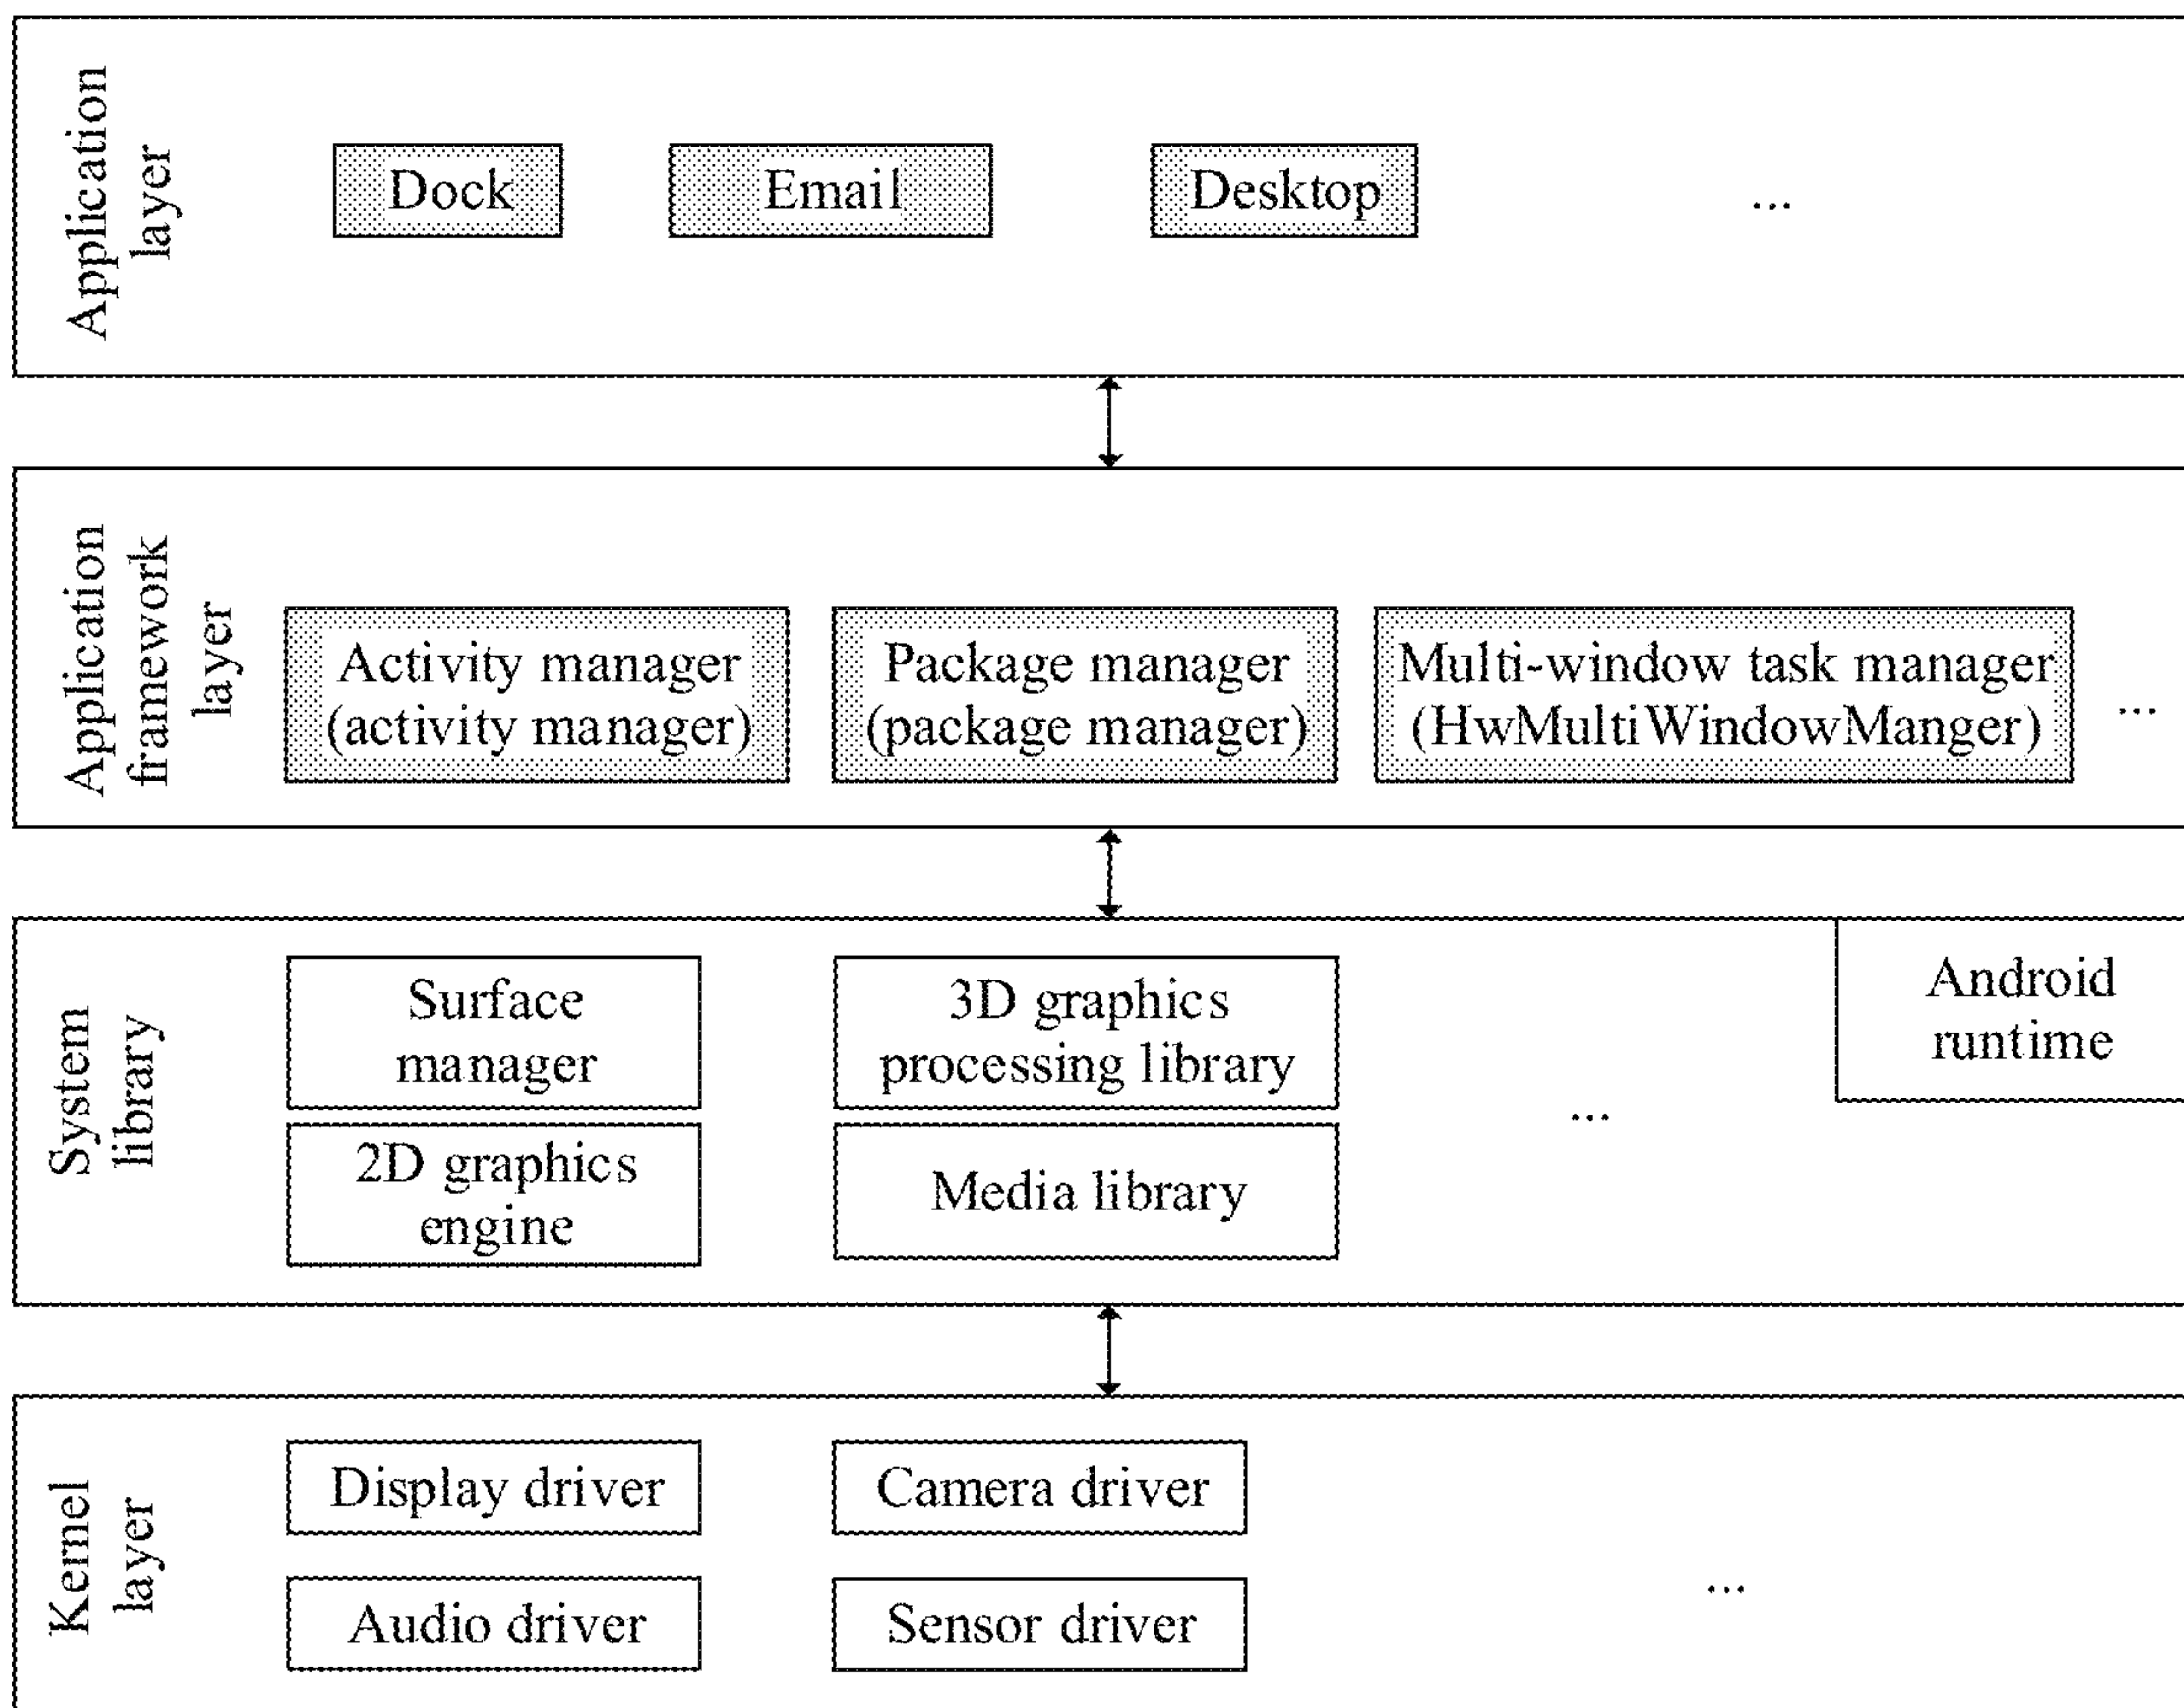 Application
layer
Dock
Email
Desktop
...
Application
framework
layer
Activity manager
(activity manager)
Package manager
(package manager)
Multi-window task manager
(HwMultiWindowManger)
...
System
library
Surface
manager
3D graphics
processing library
2D graphics
engine
Media library
...
Android
runtime
Kernel
layer
Display driver
Camera driver
Audio driver
Sensor driver
...